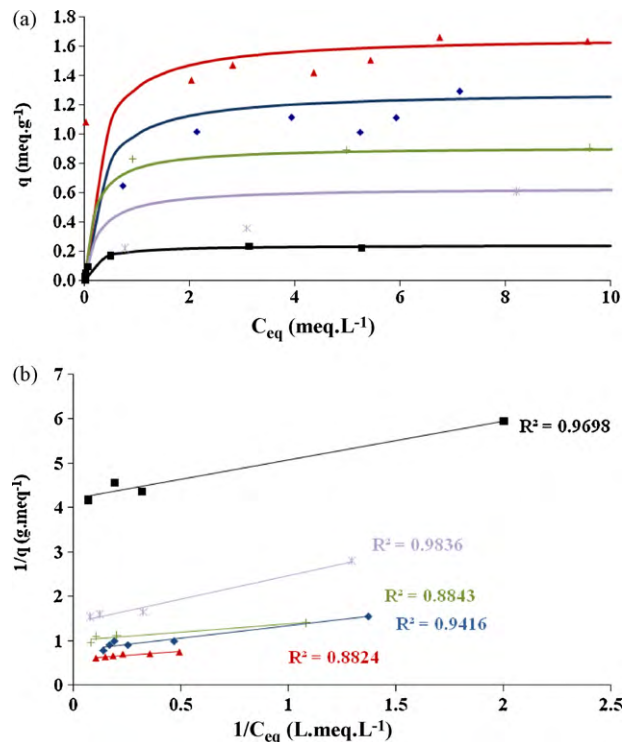 (a)
1.8
1.6
1.4
1.2
1.0
0.8
0.6
0.4
0.2
0.0
q (meq.g⁻¹)
0 2 4 6 8 10
C_eq (meq.L⁻¹)
(b)
7
6
5
4
3
2
1
0
1/q (g.meq⁻¹)
R² = 0.9698
R² = 0.9836
R² = 0.8843
R² = 0.9416
R² = 0.8824
0 0.5 1 1.5 2 2.5
1/C_eq (L.meq.L⁻¹)